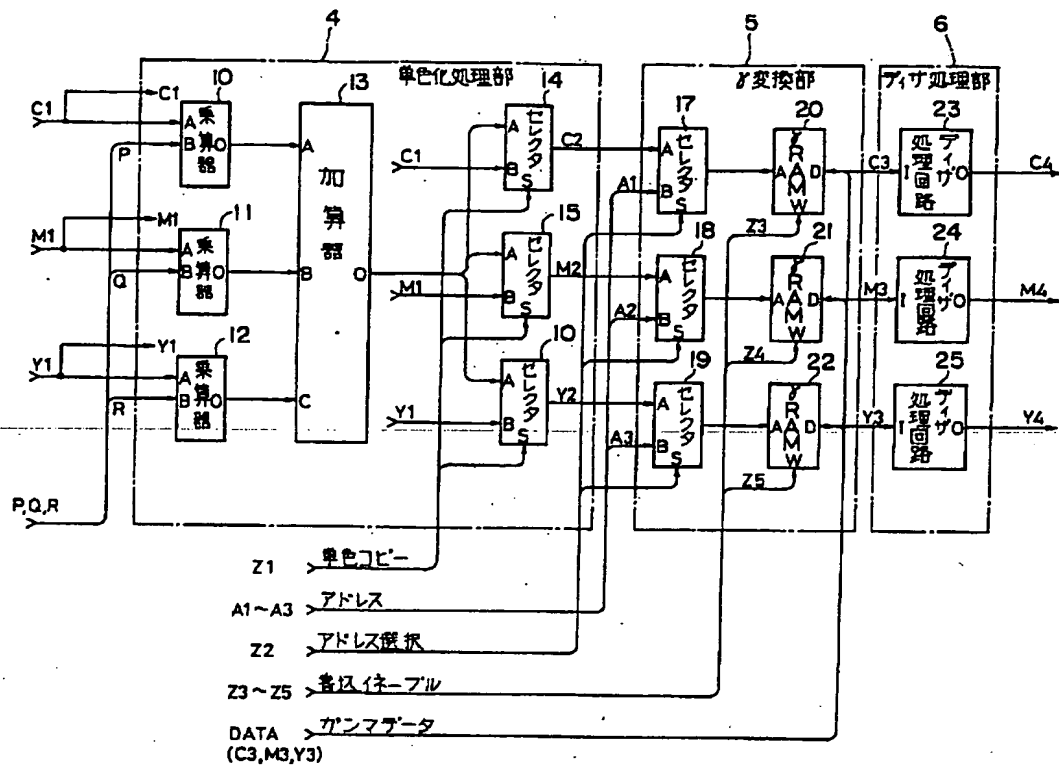 4
5
6
単色化処理部
γ変換部
ディザ処理部
C1
C1
10
A
B
O
乗算器
P
M1
M1
11
A
B
O
乗算器
Q
Y1
Y1
12
A
B
O
乗算器
R
P,Q,R
13
加算器
A
B
C
O
14
A
B
S
セレクタ
C1
C2
15
A
B
S
セレクタ
M1
M2
10
A
B
S
セレクタ
Y1
Y2
17
A
B
S
セレクタ
A1
18
A
B
S
セレクタ
A2
19
A
B
S
セレクタ
A3
20
γRAM
A
D
W
Z3
C3
21
γRAM
A
D
W
Z4
M3
22
γRAM
A
D
W
Z5
Y3
23
I
O
ディザ処理回路
C4
24
I
O
ディザ処理回路
M4
25
I
O
ディザ処理回路
Y4
Z1 単色コピー
A1~A3 アドレス
Z2 アドレス選択
Z3~Z5 書込イネーブル
DATA ガンマデータ
(C3,M3,Y3)